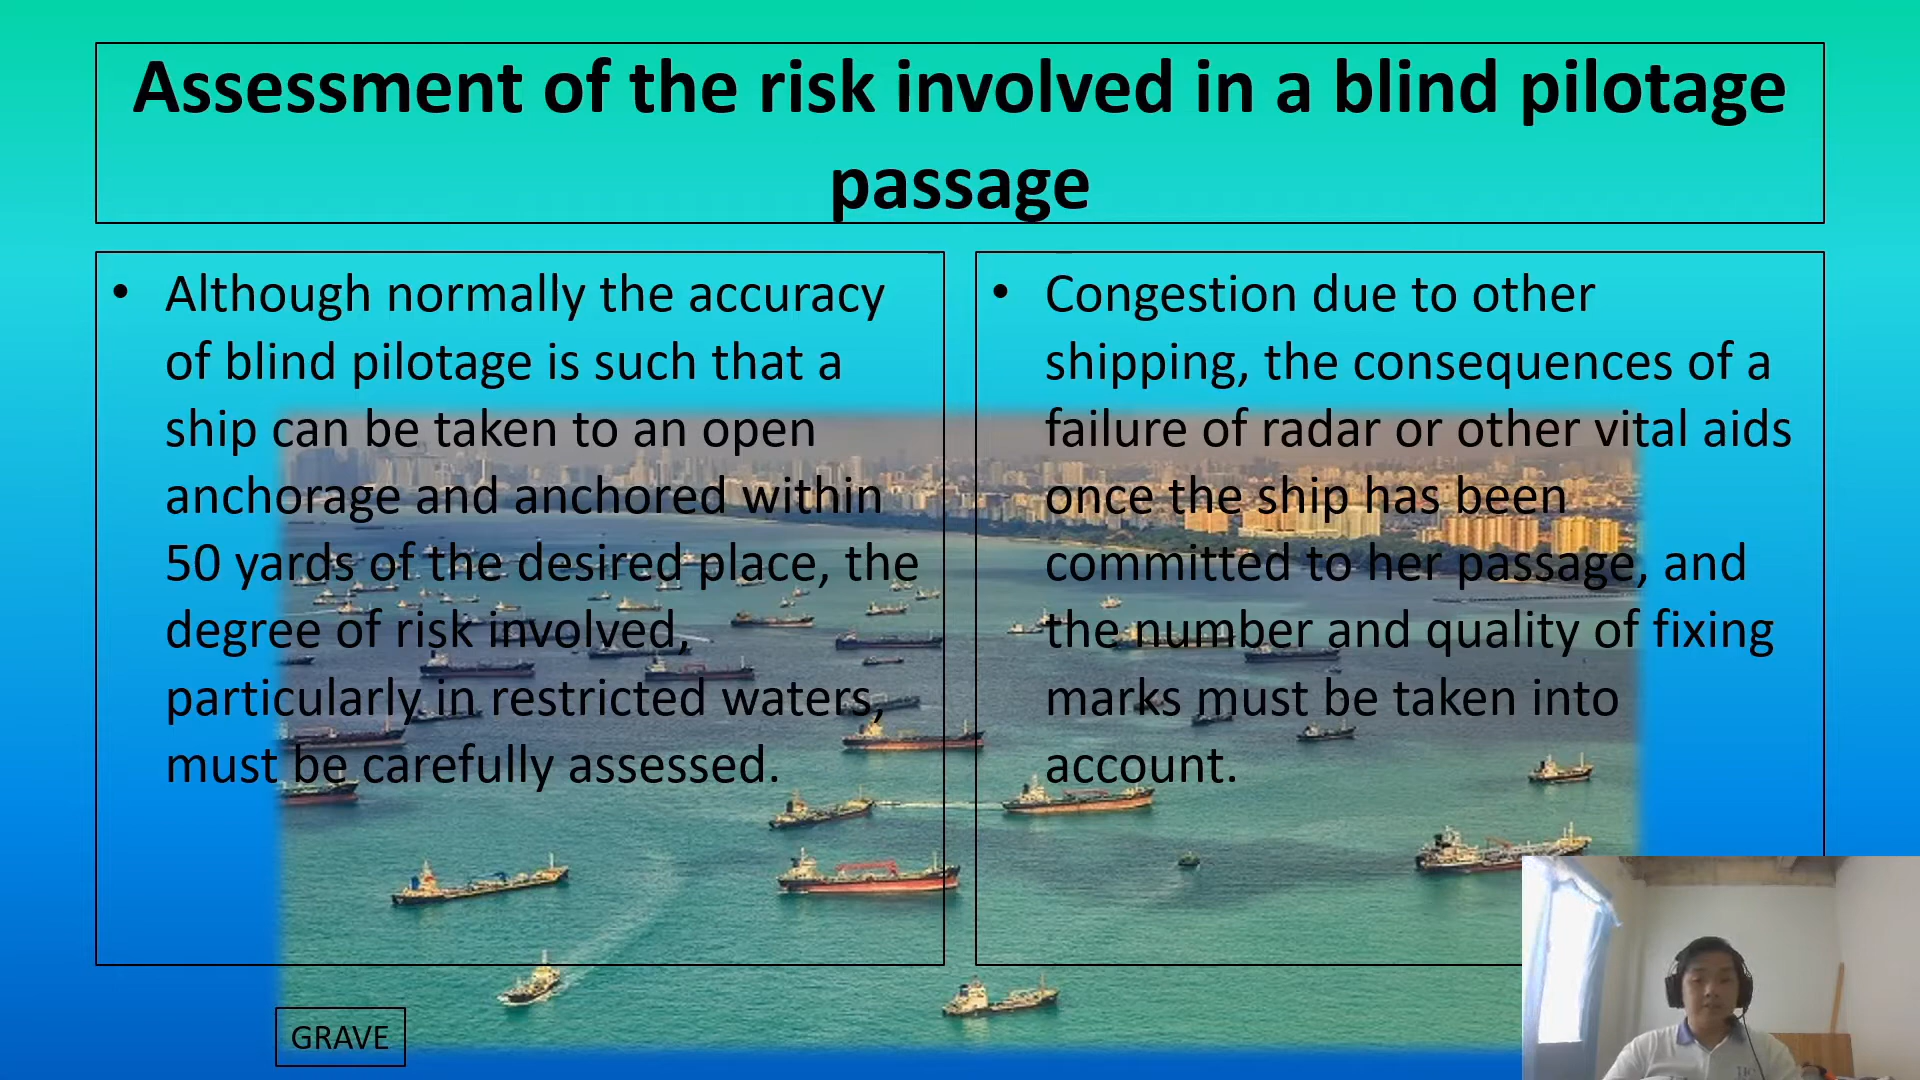 Assessment of the risk involved in a blind pilotage
passage
• Although normally the accuracy
of blind pilotage is such that a
ship can be taken to an open
anchorage and anchored within
50 yards of the desired place, the
degree of risk involved,
particularly in restricted waters,
must be carefully assessed.
• Congestion due to other
shipping, the consequences of a
failure of radar or other vital aids
once the ship has been
committed to her passage, and
the number and quality of fixing
marks must be taken into
account.
GRAVE